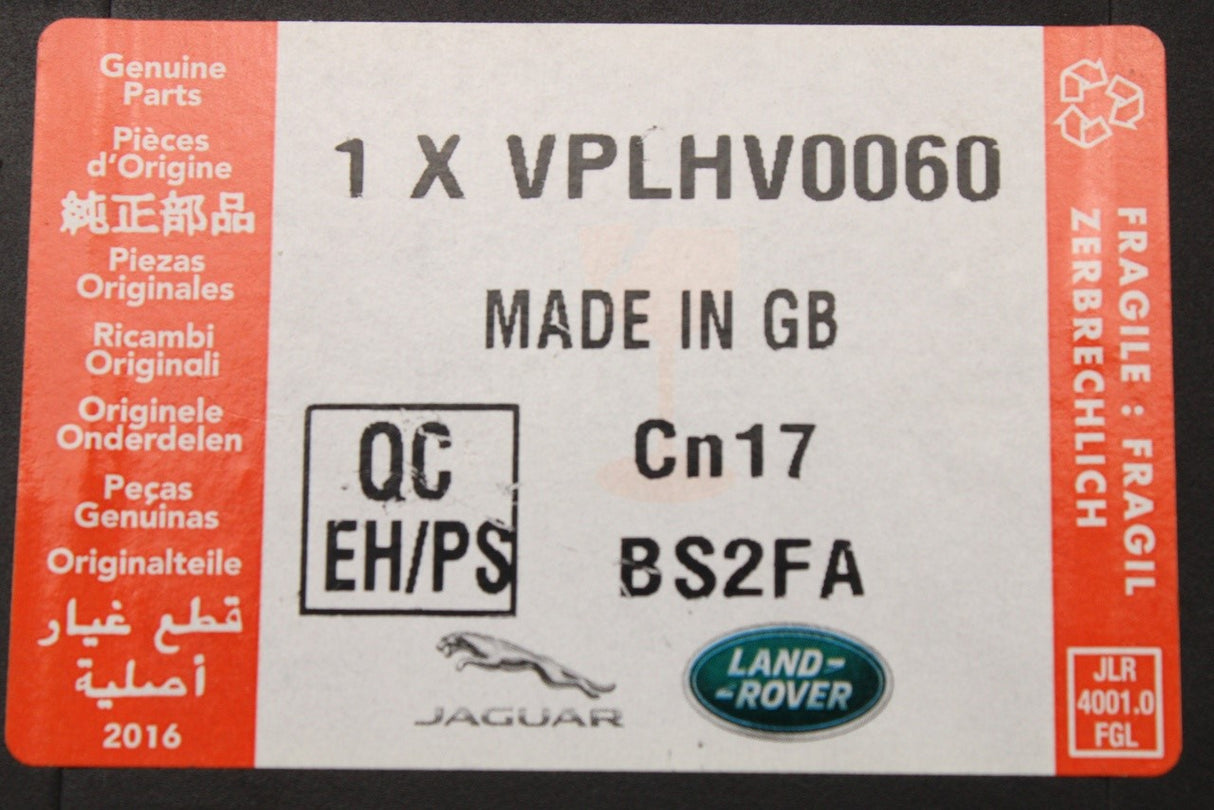 Genuine
Parts
Pièces
d'Origine
純正部品
Piezas
Originales
Ricambi
Originali
Originele
Onderdelen
Peças
Genuinas
Originalteile
قطع غيار
أصلية
2016
1 X VPLHV0060
MADE IN GB
QC
EH/PS
Cn17
BS2FA
JAGUAR
LAND-
-ROVER
FRAGILE : FRAGIL
ZERBRECHLICH
JLR
4001.0
FGL